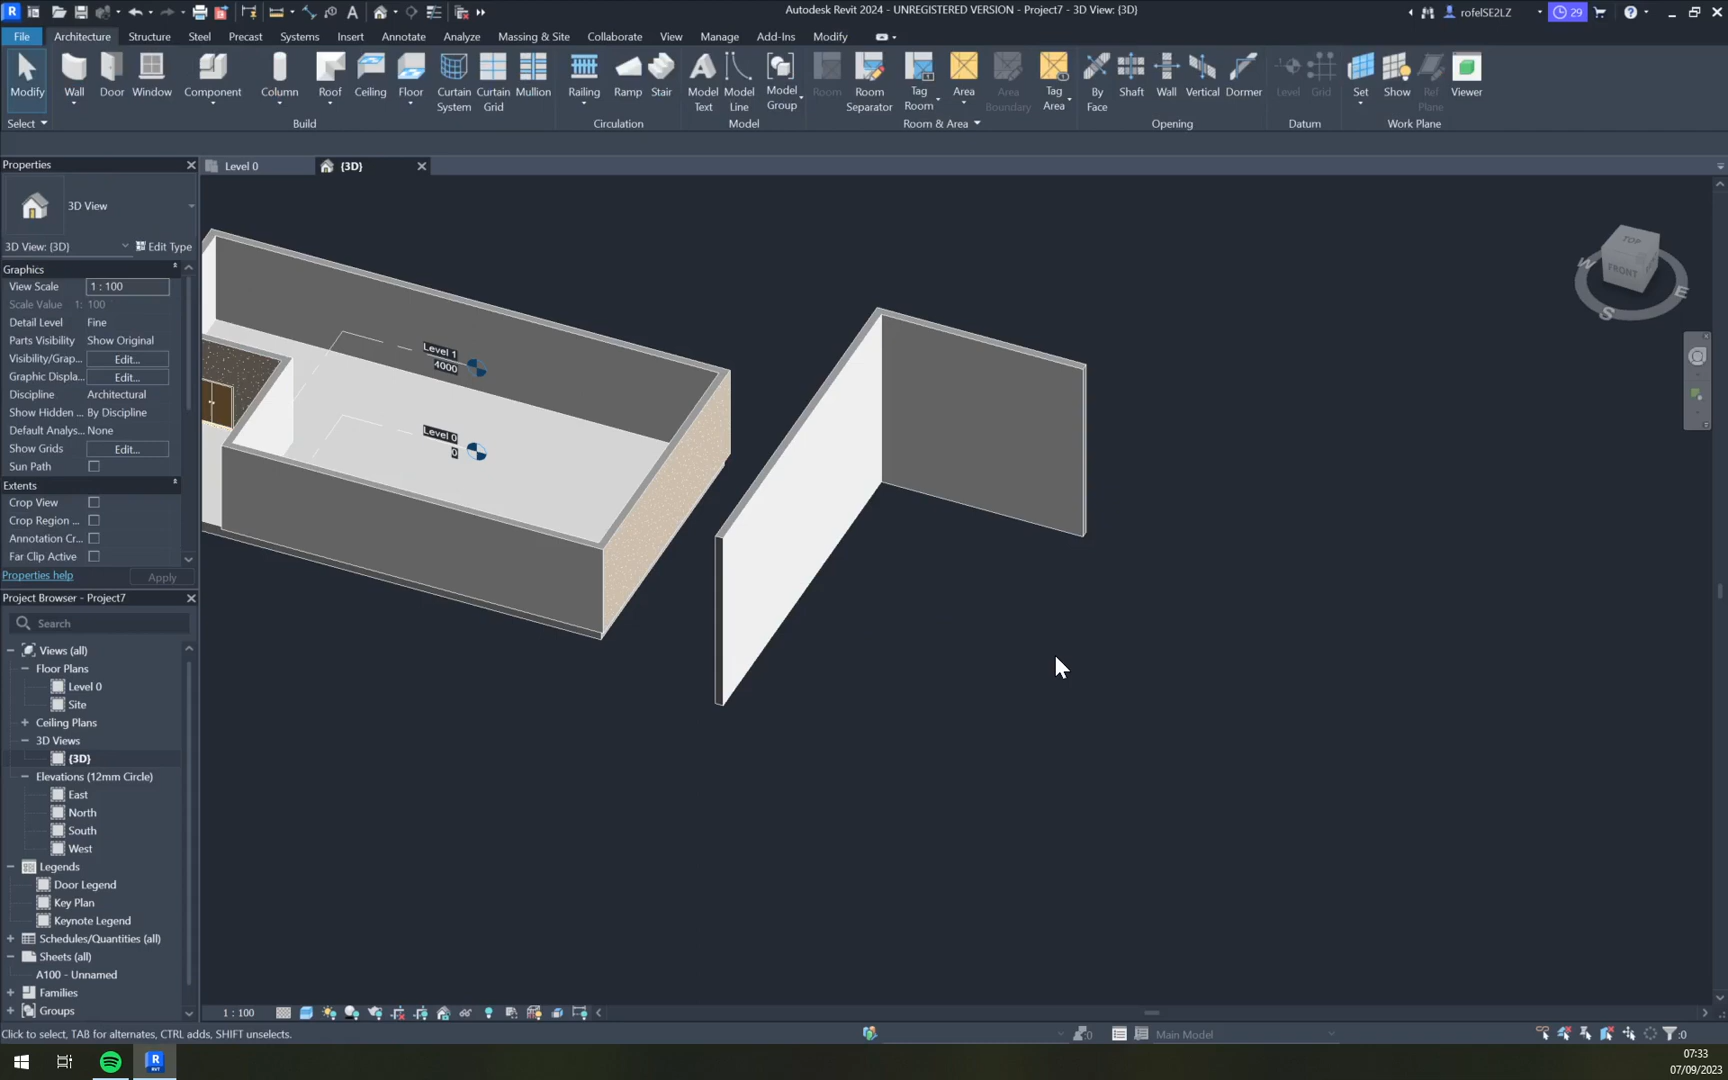 Autodesk Revit 2024 - UNREGISTERED VERSION - Project7 - 3D View: {3D}
rofelSE2LZ
29
File Architecture Structure Steel Precast Systems Insert Annotate Analyze Massing & Site Collaborate View Manage Add-Ins Modify
Modify Wall Door Window Component Column Roof Ceiling Floor Curtain System Curtain Grid Mullion Railing Ramp Stair Model Text Model Line Model Group Room Room Separator Tag Room Area Area Boundary Tag Area By Face Shaft Wall Vertical Dormer Level Grid Set Show Ref Plane Viewer
Select Build Circulation Model Room & Area Opening Datum Work Plane
Properties
Level 0
{3D}
3D View
3D View: {3D}
Edit Type
Graphics
View Scale 1 : 100
Scale Value 1: 100
Detail Level Fine
Parts Visibility Show Original
Visibility/Grap... Edit...
Graphic Displa... Edit...
Discipline Architectural
Show Hidden ... By Discipline
Default Analys... None
Show Grids Edit...
Sun Path
Extents
Crop View
Crop Region ...
Annotation Cr...
Far Clip Active
Properties help
Apply
Project Browser - Project7
Search
Views (all)
Floor Plans
Level 0
Site
Ceiling Plans
3D Views
{3D}
Elevations (12mm Circle)
East
North
South
West
Legends
Door Legend
Key Plan
Keynote Legend
Schedules/Quantities (all)
Sheets (all)
A100 - Unnamed
Families
Groups
Level 1
4000
Level 0
0
TOP
FRONT
W
S
E
1 : 100
Click to select, TAB for alternates, CTRL adds, SHIFT unselects.
:0
Main Model
:0
07:33
07/09/2023